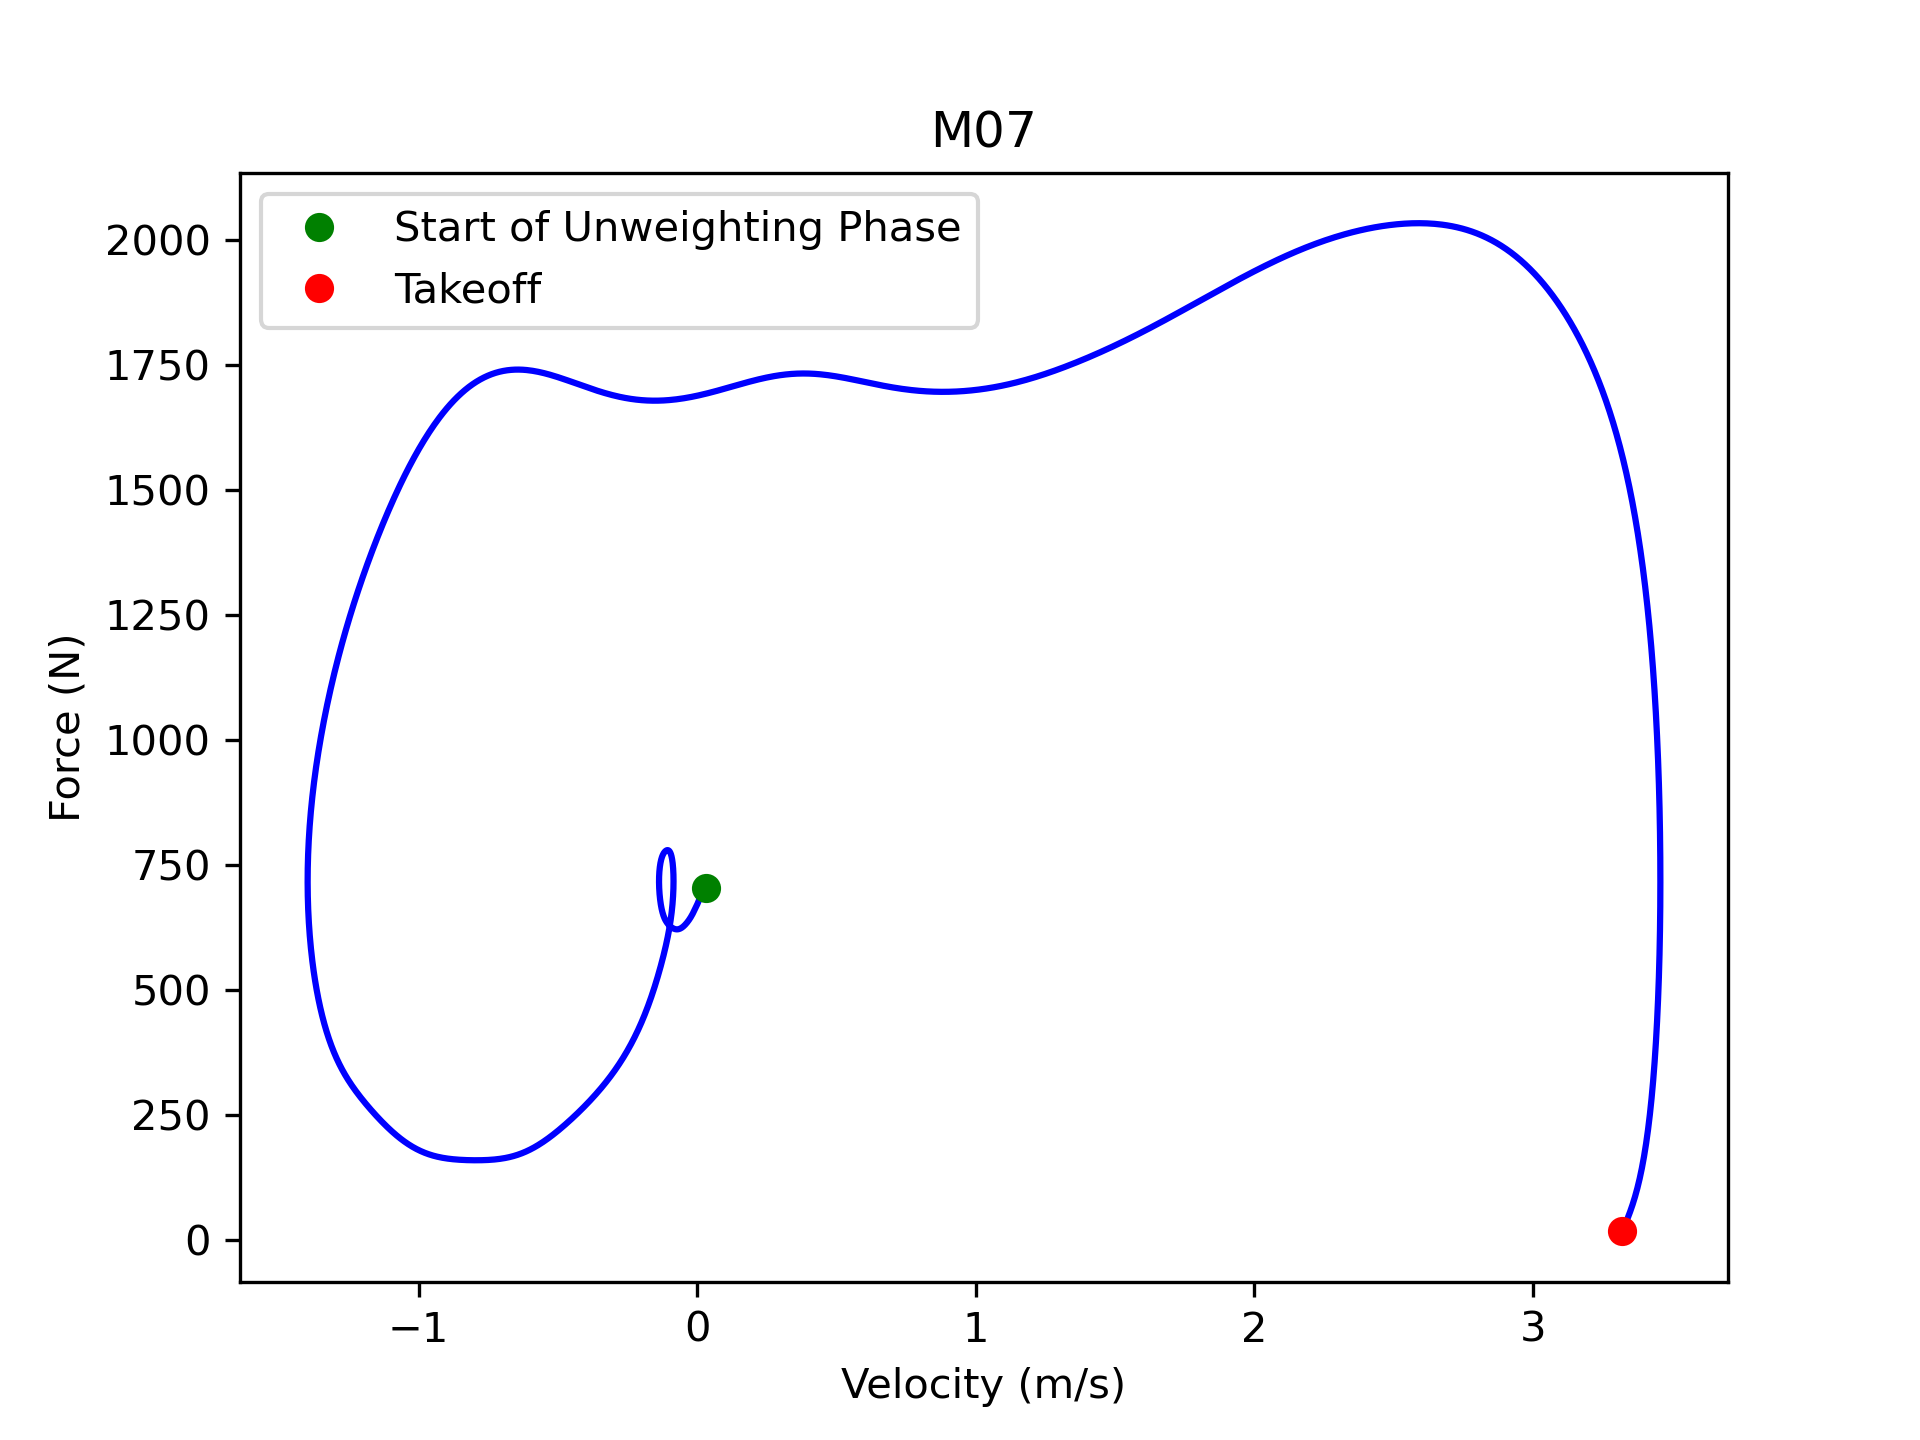 M07
Start of Unweighting Phase
Takeoff
2000
1750
1500
1250
1000
750
500
250
0
Force (N)
−1 0 1 2 3
Velocity (m/s)